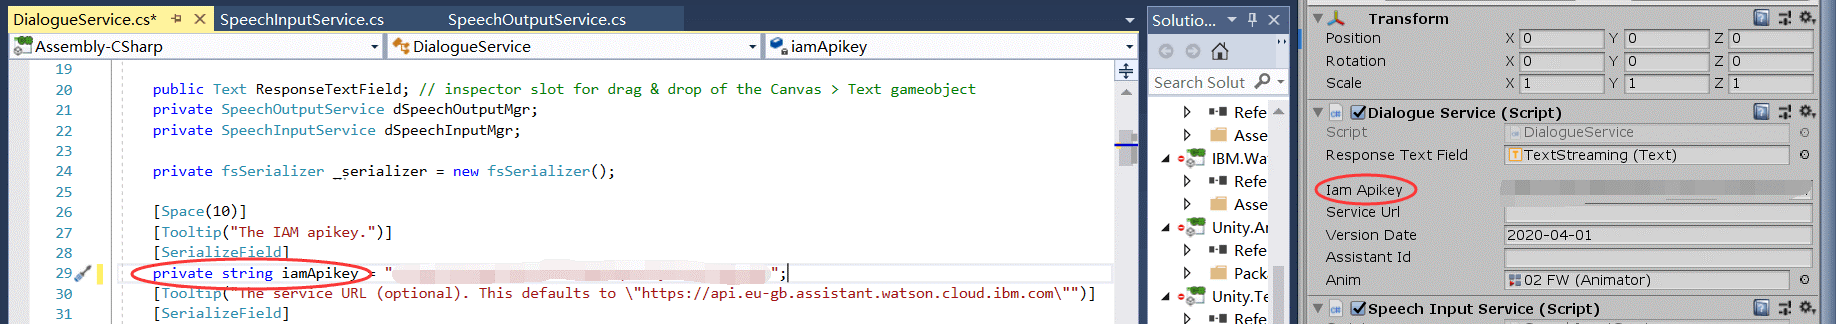 DialogueService.cs* SpeechInputService.cs SpeechOutputService.cs
Assembly-CSharp DialogueService iamApikey
19
20 public Text ResponseTextField; // inspector slot for drag & drop of the Canvas > Text gameobject
21 private SpeechOutputService dSpeechOutputMgr;
22 private SpeechInputService dSpeechInputMgr;
23
24 private fsSerializer _serializer = new fsSerializer();
25
26 [Space(10)]
27 [Tooltip("The IAM apikey.")]
28 [SerializeField]
29 private string iamApikey = " ";
30 [Tooltip("The service URL (optional). This defaults to \"https://api.eu-gb.assistant.watson.cloud.ibm.com\"")]
31 [SerializeField]
Solutio...
Search Solut
Refe
Asse
IBM.Wat
Refe
Asse
Unity.An
Refe
Pack
Unity.Te
Refe
Transform
Position X 0 Y 0 Z 0
Rotation X 0 Y 0 Z 0
Scale X 1 Y 1 Z 1
Dialogue Service (Script)
Script DialogueService
Response Text Field TextStreaming (Text)
Iam Apikey
Service Url
Version Date 2020-04-01
Assistant Id
Anim 02 FW (Animator)
Speech Input Service (Script)